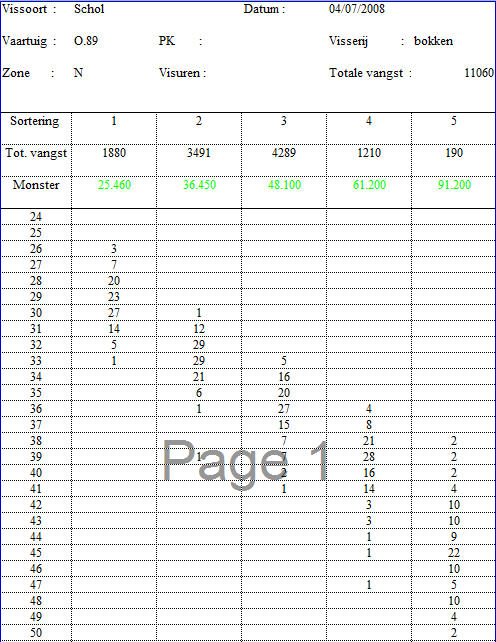 Vissoort : Schol Datum : 04/07/2008
Vaartuig : O.89 PK : Visserij : bokken
Zone : N Visuren : Totale vangst : 11060
Sortering 1 2 3 4 5
Tot. vangst 1880 3491 4289 1210 190
Monster 25.460 36.450 48.100 61.200 91.200
24
25
26 3
27 7
28 20
29 23
30 27 1
31 14 12
32 5 29
33 1 29 5
34 21 16
35 6 20
36 1 27 4
37 15 8
38 7 21 2
39 1 7 28 2
40 2 16 2
41 1 14 4
42 3 10
43 3 10
44 1 9
45 1 22
46 10
47 1 5
48 10
49 4
50 2
Page 1